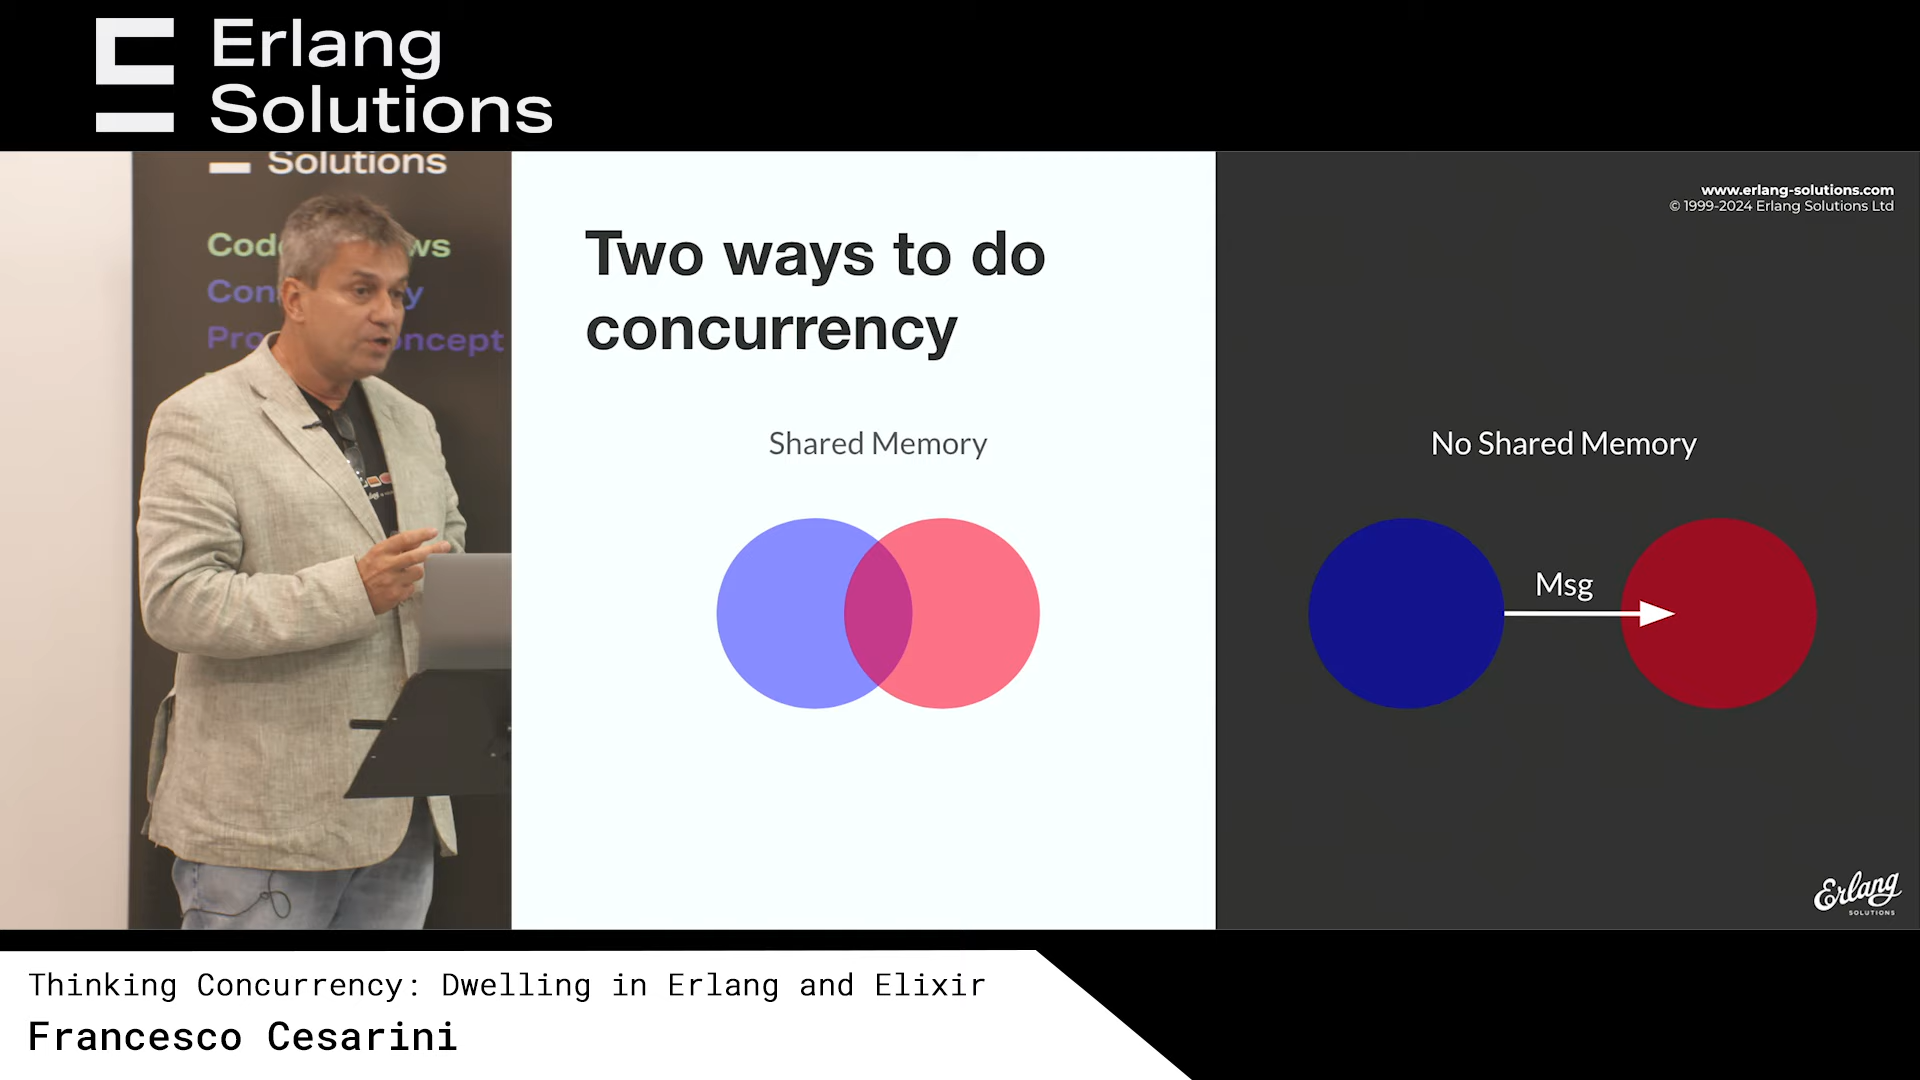 Erlang
Solutions
Solutions
Two ways to do
concurrency
Shared Memory
www.erlang-solutions.com
© 1999-2024 Erlang Solutions Ltd
No Shared Memory
Msg
Erlang
SOLUTIONS
Thinking Concurrency: Dwelling in Erlang and Elixir
Francesco Cesarini